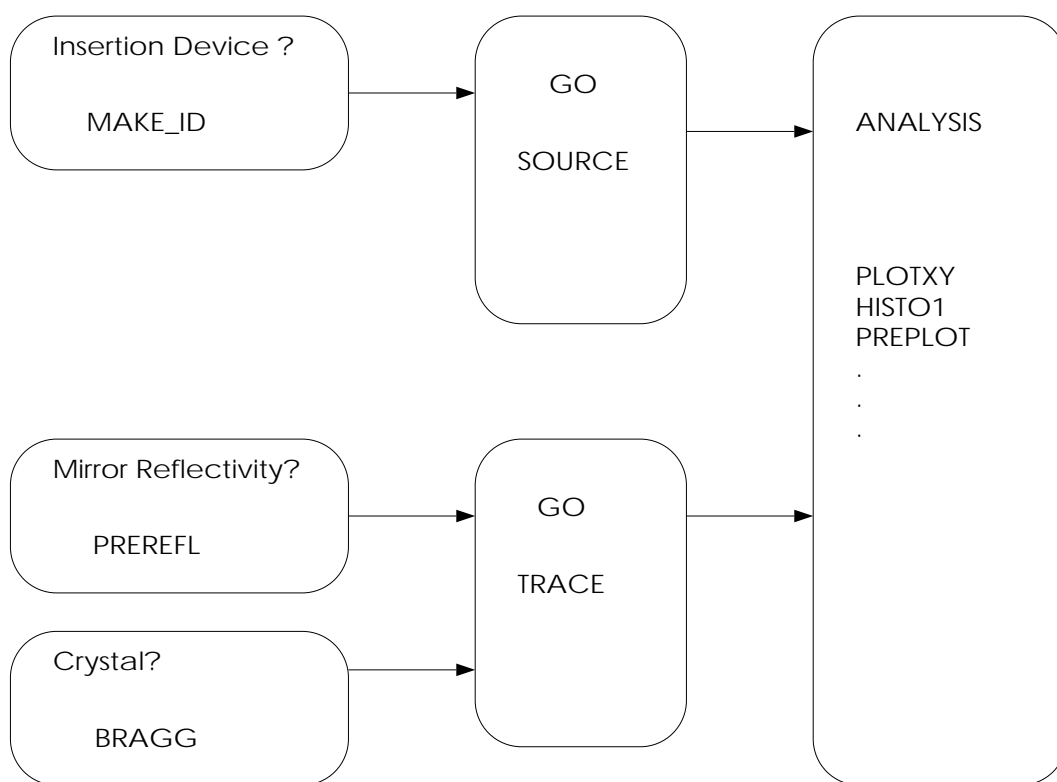 Insertion Device ?
MAKE_ID
GO
SOURCE
ANALYSIS
PLOTXY
HISTO1
PREPLOT
.
.
.
Mirror Reflectivity?
PREREFL
GO
TRACE
Crystal?
BRAGG